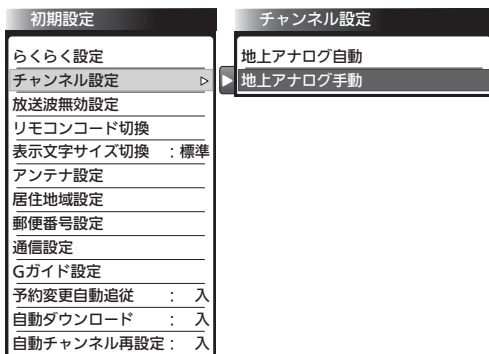 初期設定
らくらく設定
チャンネル設定
放送波無効設定
リモコンコード切換
表示文字サイズ切換 : 標準
アンテナ設定
居住地域設定
郵便番号設定
通信設定
Gガイド設定
予約変更自動追従 : 入
自動ダウンロード : 入
自動チャンネル再設定 : 入
チャンネル設定
地上アナログ自動
地上アナログ手動